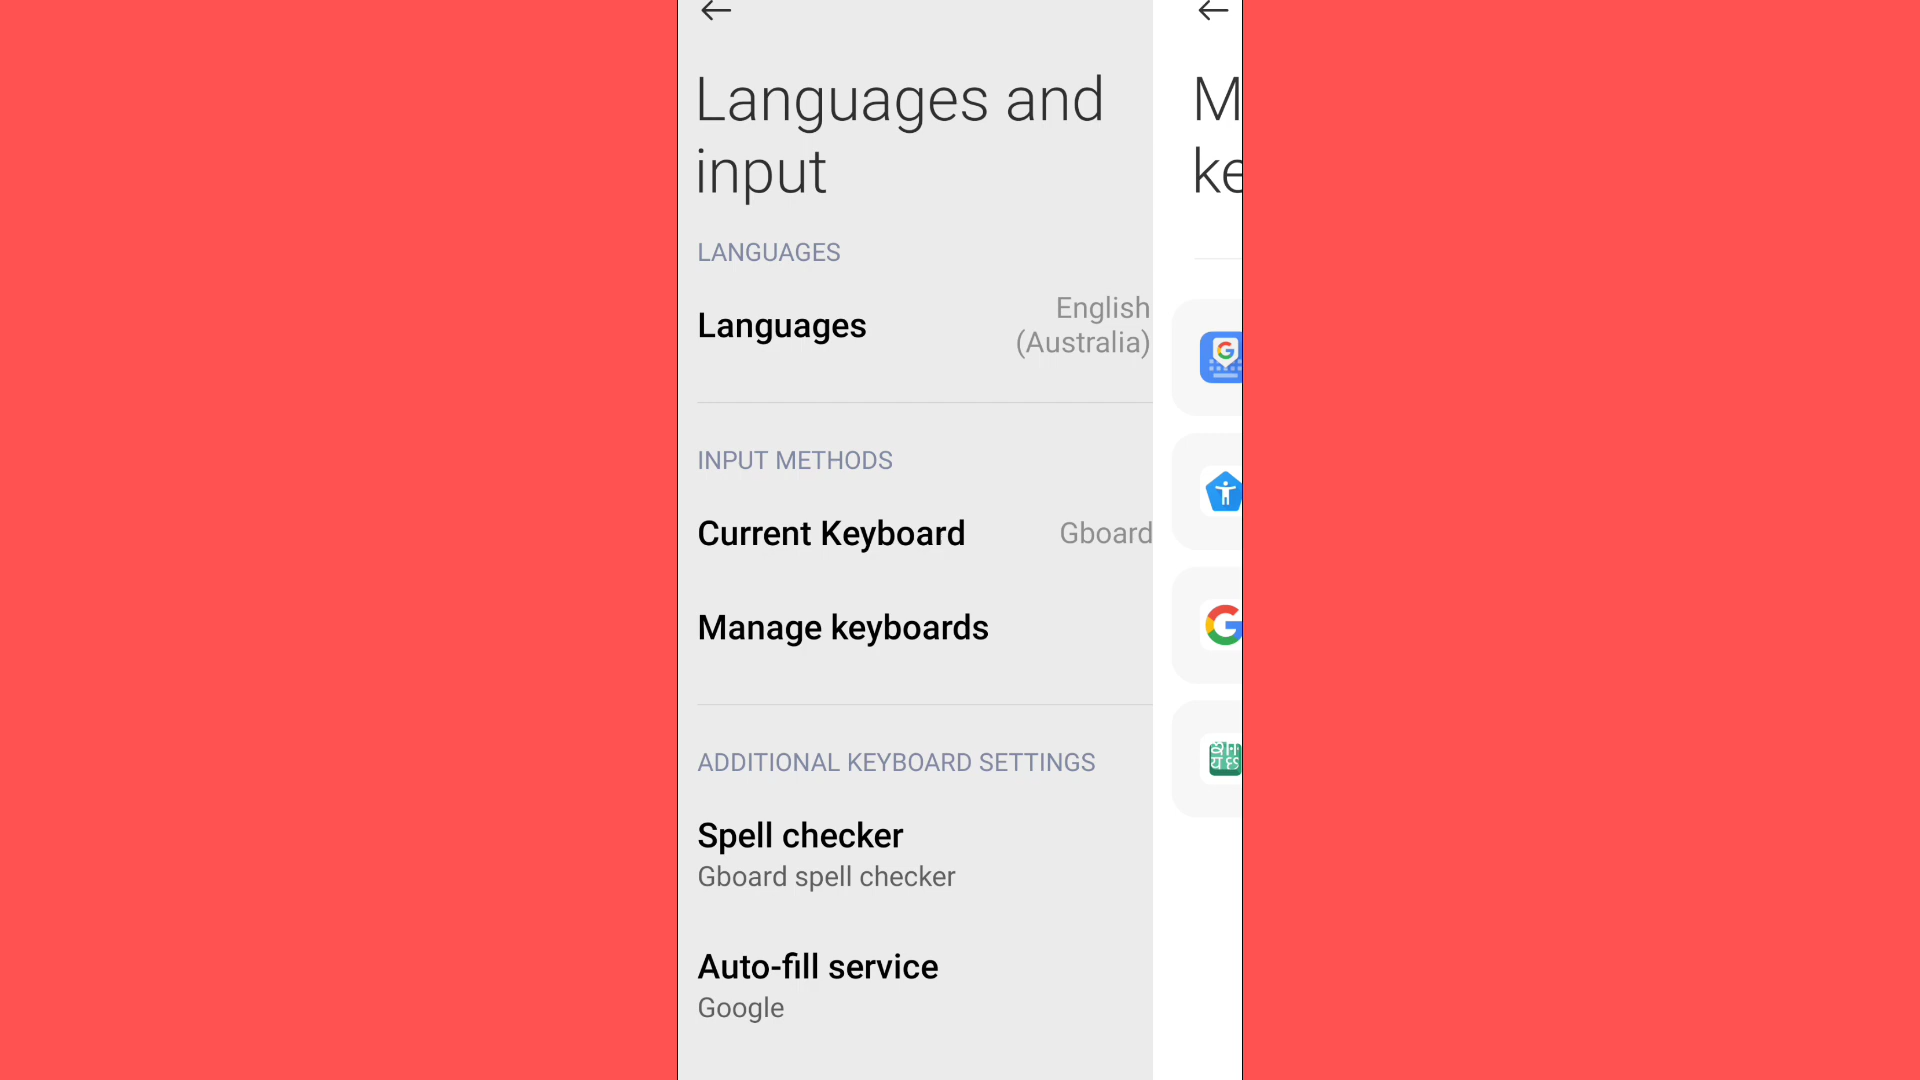 Languages and
input
LANGUAGES
Languages
English
(Australia)
INPUT METHODS
Current Keyboard
Gboard
Manage keyboards
ADDITIONAL KEYBOARD SETTINGS
Spell checker
Gboard spell checker
Auto-fill service
Google
M
ke